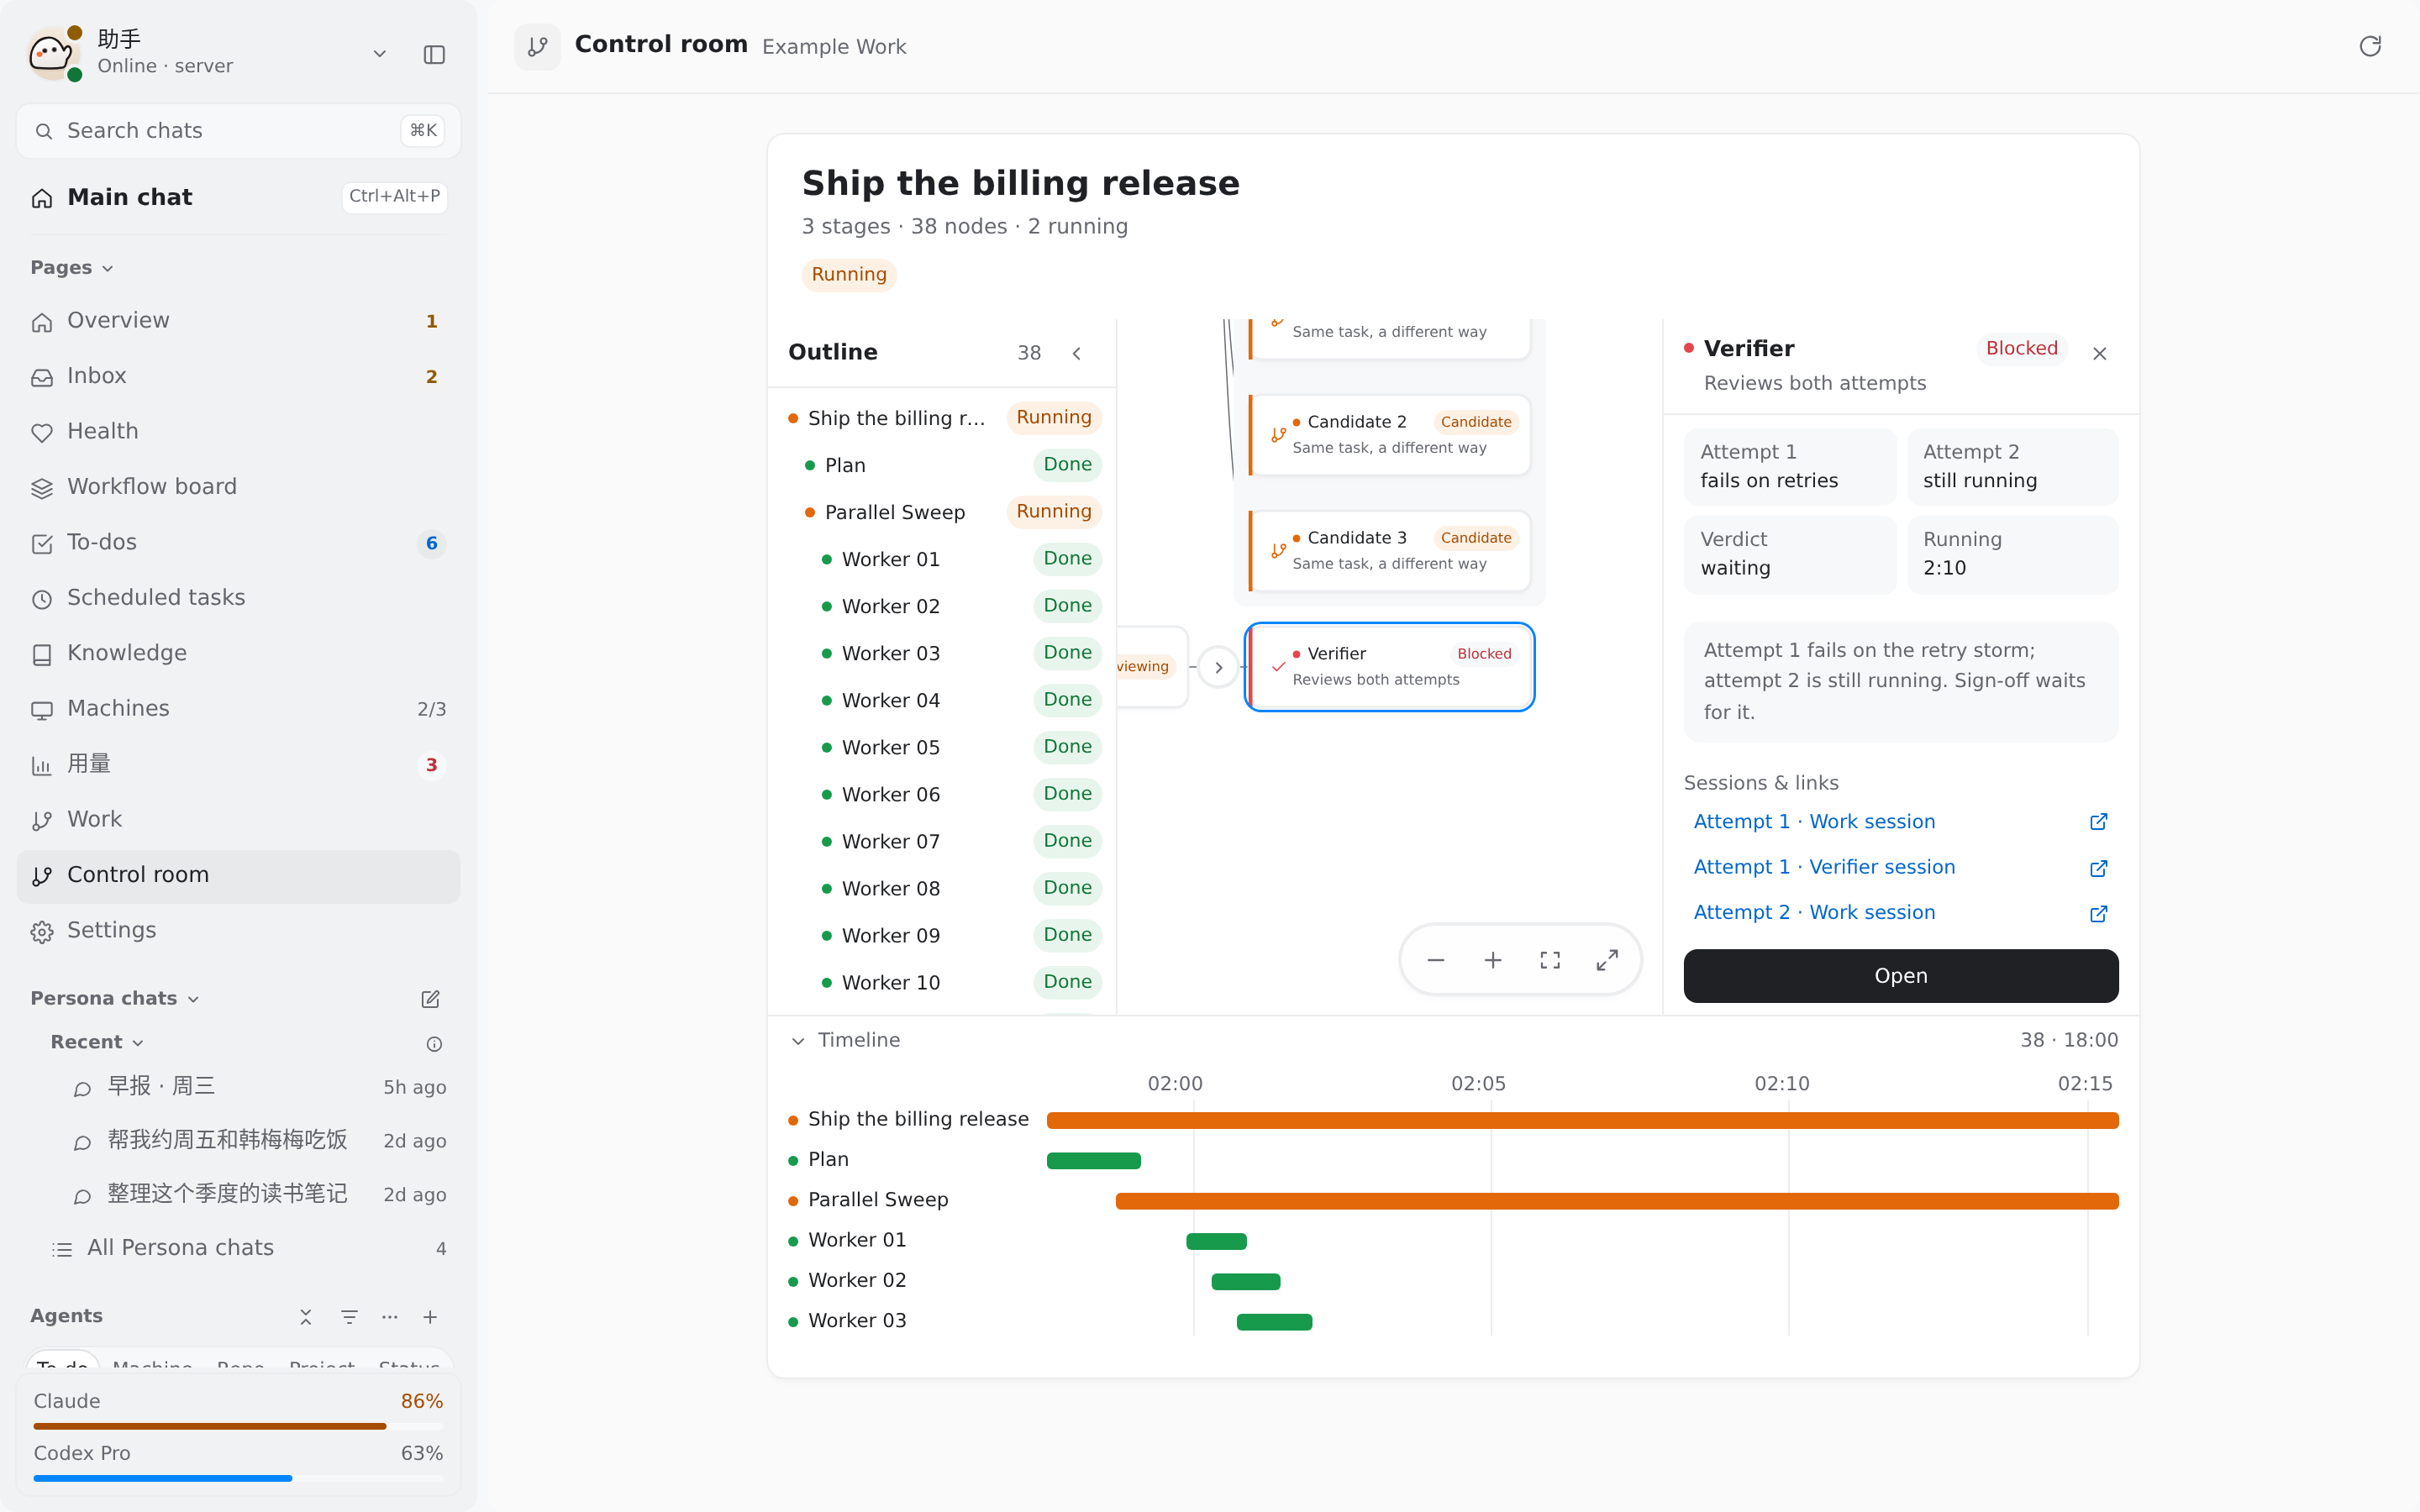 助手
Online · server
Search chats ⌘K
Main chat Ctrl+Alt+P
Pages
Overview 1
Inbox 2
Health
Workflow board
To-dos 6
Scheduled tasks
Knowledge
Machines 2/3
用量 3
Work
Control room
Settings
Persona chats
Recent
早报 · 周三 5h ago
帮我约周五和韩梅梅吃饭 2d ago
整理这个季度的读书笔记 2d ago
All Persona chats 4
Agents
To-do Machine Repo Project Status
Claude 86%
Codex Pro 63%
Control room Example Work
Ship the billing release
3 stages · 38 nodes · 2 running
Running
Outline 38
Ship the billing r... Running
Plan Done
Parallel Sweep Running
Worker 01 Done
Worker 02 Done
Worker 03 Done
Worker 04 Done
Worker 05 Done
Worker 06 Done
Worker 07 Done
Worker 08 Done
Worker 09 Done
Worker 10 Done
Same task, a different way
Candidate 2 Candidate
Same task, a different way
Candidate 3 Candidate
Same task, a different way
viewing
Verifier Blocked
Reviews both attempts
Verifier Blocked
Reviews both attempts
Attempt 1
fails on retries
Attempt 2
still running
Verdict
waiting
Running
2:10
Attempt 1 fails on the retry storm;
attempt 2 is still running. Sign-off waits
for it.
Sessions & links
Attempt 1 · Work session
Attempt 1 · Verifier session
Attempt 2 · Work session
Open
Timeline 38 · 18:00
02:00 02:05 02:10 02:15
Ship the billing release
Plan
Parallel Sweep
Worker 01
Worker 02
Worker 03